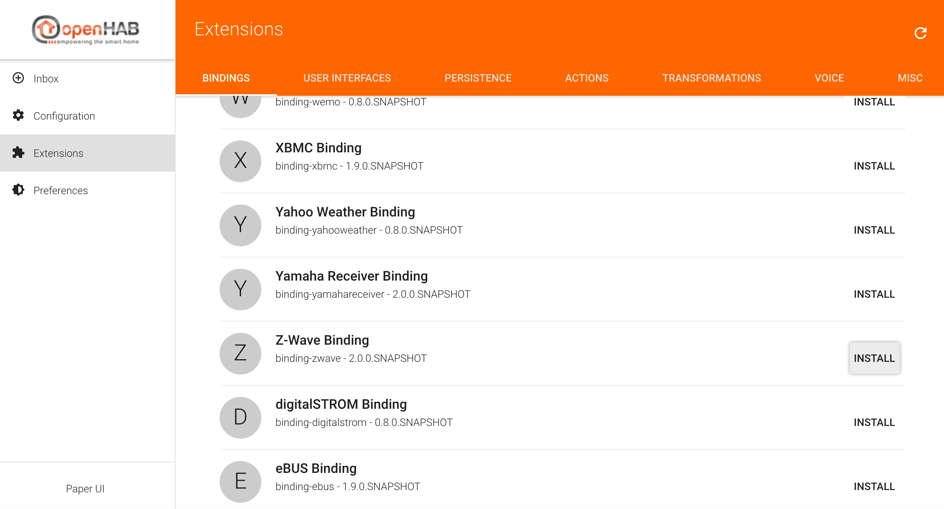 openHAB
empowering the smart home
Inbox
Configuration
Extensions
Preferences
Paper UI
Extensions
BINDINGS USER INTERFACES PERSISTENCE ACTIONS TRANSFORMATIONS VOICE MISC
W
binding-wemo - 0.8.0.SNAPSHOT
INSTALL
X
XBMC Binding
binding-xbmc - 1.9.0.SNAPSHOT
INSTALL
Y
Yahoo Weather Binding
binding-yahooweather - 0.8.0.SNAPSHOT
INSTALL
Y
Yamaha Receiver Binding
binding-yamahareceiver - 2.0.0.SNAPSHOT
INSTALL
Z
Z-Wave Binding
binding-zwave - 2.0.0.SNAPSHOT
INSTALL
D
digitalSTROM Binding
binding-digitalstrom - 0.8.0.SNAPSHOT
INSTALL
E
eBUS Binding
binding-ebus - 1.9.0.SNAPSHOT
INSTALL